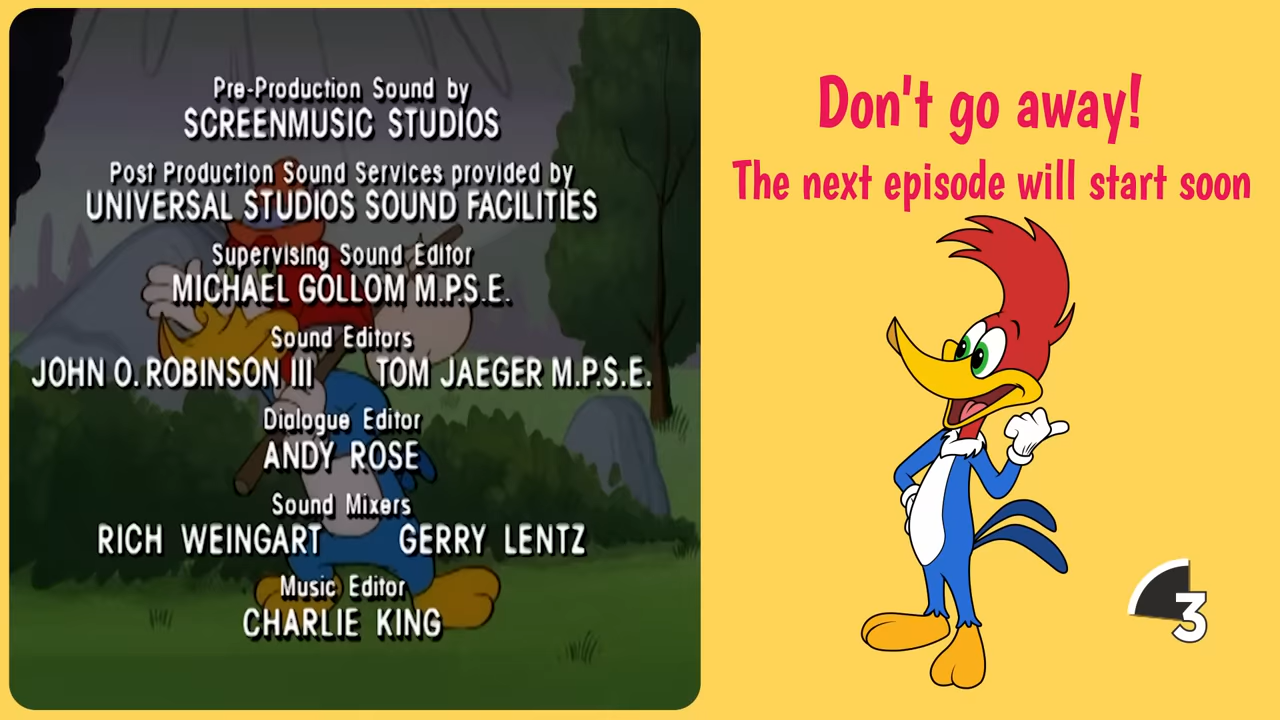 Pre-Production Sound by
SCREENMUSIC STUDIOS
Post Production Sound Services provided by
UNIVERSAL STUDIOS SOUND FACILITIES
Supervising Sound Editor
MICHAEL GOLLOM M.P.S.E.
Sound Editors
JOHN O. ROBINSON III TOM JAEGER M.P.S.E.
Dialogue Editor
ANDY ROSE
Sound Mixers
RICH WEINGART GERRY LENTZ
Music Editor
CHARLIE KING
Don't go away!
The next episode will start soon
3